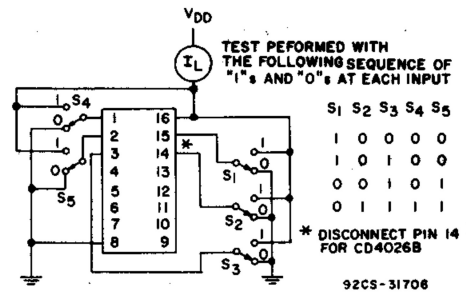 VDD
IL
TEST PEFORMED WITH
THE FOLLOWING SEQUENCE OF
"1"s AND "0"s AT EACH INPUT
S1 S2 S3 S4 S5
1 0 0 0 0
1 0 1 0 0
0 0 1 0 1
0 1 1 1 1
* DISCONNECT PIN 14
FOR CD4026B
92CS-31706
1 S4
0
1
0
S5
1 16
2 15
3 14 *
4 13
5 12
6 11
7 10
8 9
1
0
S1
1
0
S2
1
0
S3